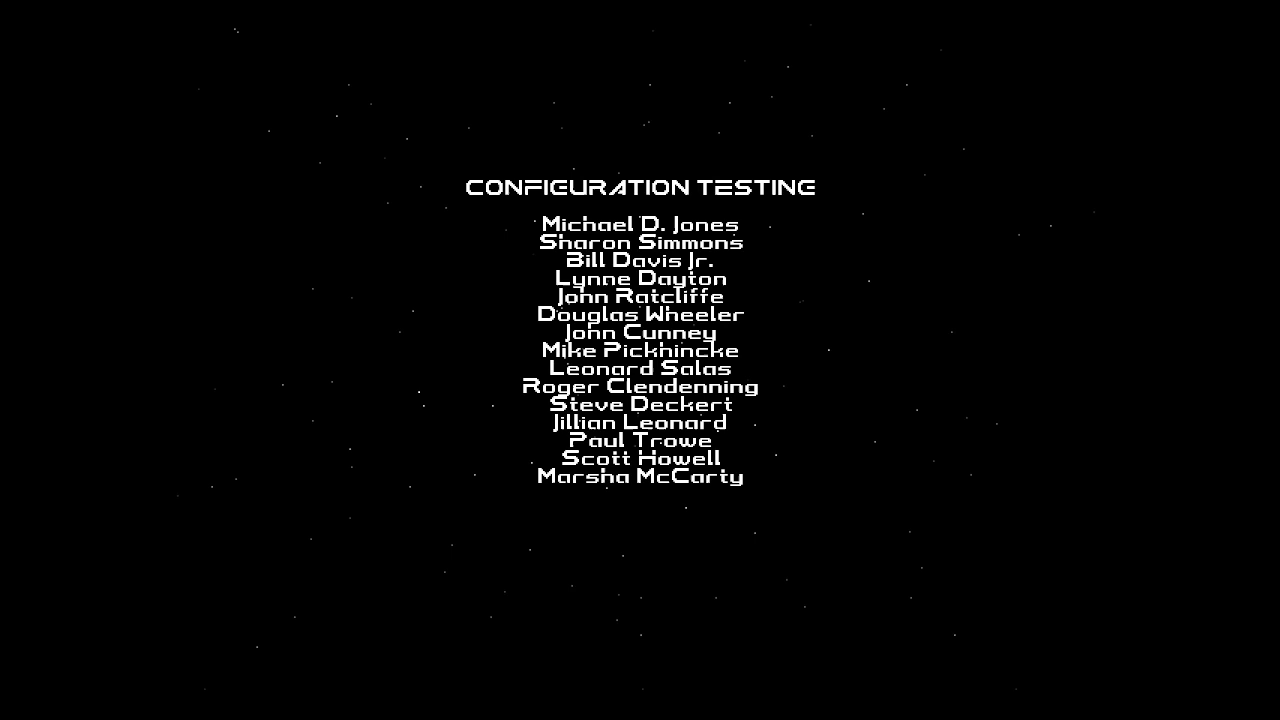 CONFIGURATION TESTING
Michael D. Jones
Sharon Simmons
Bill Davis Jr.
Lynne Dayton
John Ratcliffe
Douglas Wheeler
John Cunney
Mike Pickhincke
Leonard Salas
Roger Clendenning
Steve Deckert
Jillian Leonard
Paul Trowe
Scott Howell
Marsha McCarty